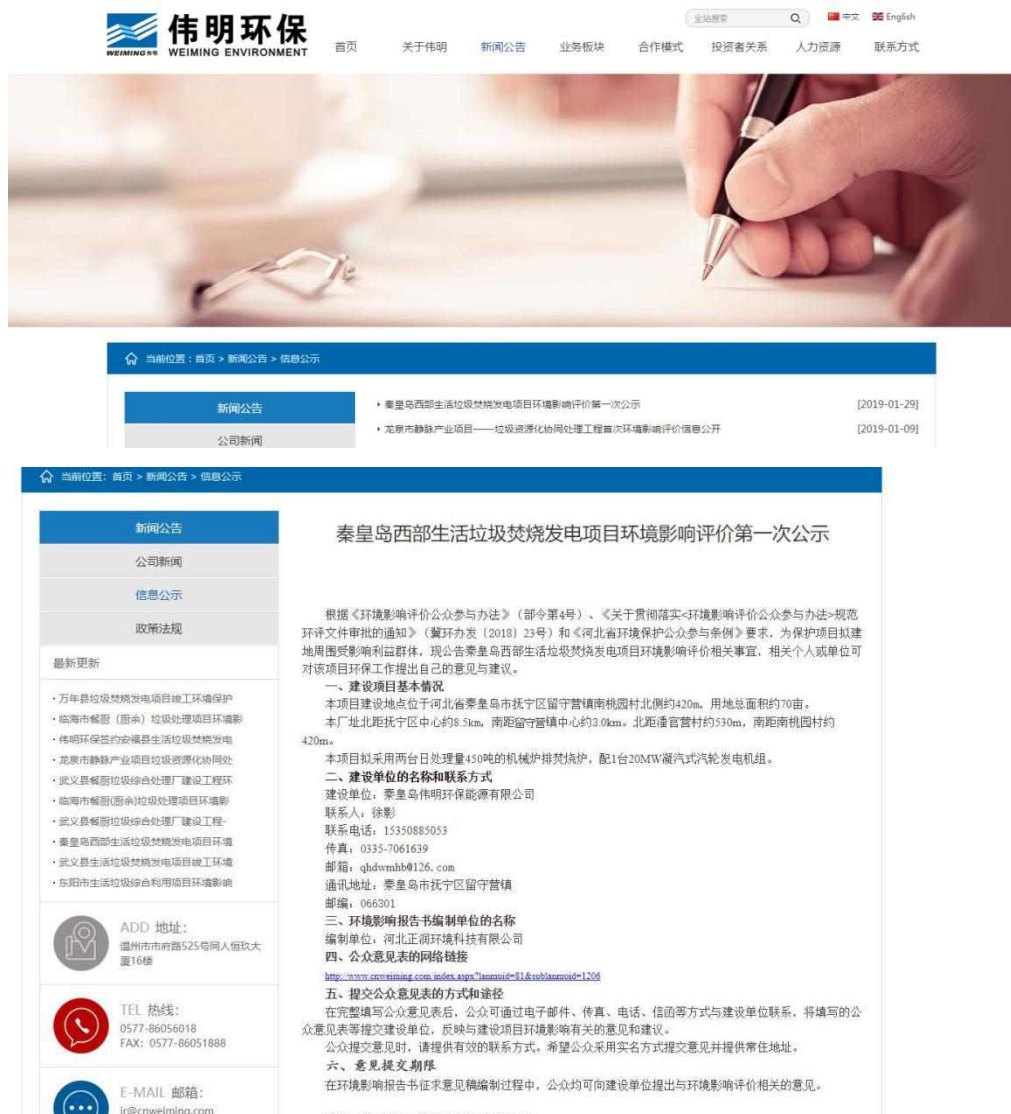 全站搜索
中文
English
伟明环保
WEIMING ENVIRONMENT
WEIMING 伟明
首页 关于伟明 新闻公告 业务板块 合作模式 投资者关系 人力资源 联系方式
当前位置：首页 > 新闻公告 > 信息公示
新闻公告
公司新闻
秦皇岛西部生活垃圾焚烧发电项目环境影响评价第一次公示 [2019-01-29]
龙泉市静脉产业项目——垃圾资源化协同处理工程首次环境影响评价信息公开 [2019-01-09]
当前位置：首页 > 新闻公告 > 信息公示
新闻公告
公司新闻
信息公示
政策法规
最新更新
·万年县垃圾焚烧发电项目竣工环境保护
·临海市餐厨（厨余）垃圾处理项目环境影
·伟明环保签约安福县生活垃圾焚烧发电
·龙泉市静脉产业项目垃圾资源化协同处
·武义县餐厨垃圾综合处理厂建设工程环
·临海市餐厨(厨余)垃圾处理项目环境影
·武义县餐厨垃圾综合处理厂建设工程-
·秦皇岛西部生活垃圾焚烧发电项目环境
·武义县生活垃圾焚烧发电项目竣工环境
·东阳市生活垃圾综合利用项目环境影响
ADD 地址：
温州市市府路525号同人恒玖大
厦16楼
TEL 热线：
0577-86056018
FAX：0577-86051888
E-MAIL 邮箱：
ir@cnweiming.com
秦皇岛西部生活垃圾焚烧发电项目环境影响评价第一次公示
根据《环境影响评价公众参与办法》（部令第4号）、《关于贯彻落实<环境影响评价公众参与办法>规范
环评文件审批的通知》（冀环办发〔2018〕23号）和《河北省环境保护公众参与条例》要求，为保护项目拟建
地周围受影响利益群体，现公告秦皇岛西部生活垃圾焚烧发电项目环境影响评价相关事宜，相关个人或单位可
对该项目环保工作提出自己的意见与建议。
一、建设项目基本情况
本项目建设地点位于河北省秦皇岛市抚宁区留守营镇南桃园村北侧约420m，用地总面积约70亩。
本厂址北距抚宁区中心约8.5km，南距留守营镇中心约3.0km。北距潘官营村约530m，南距南桃园村约
420m。
本项目拟采用两台日处理量450吨的机械炉排焚烧炉，配1台20MW凝汽式汽轮发电机组。
二、建设单位的名称和联系方式
建设单位：秦皇岛伟明环保能源有限公司
联系人：徐影
联系电话：15350885053
传真：0335-7061639
邮箱：qhdwmhb@126.com
通讯地址：秦皇岛市抚宁区留守营镇
邮编：066301
三、环境影响报告书编制单位的名称
编制单位：河北正润环境科技有限公司
四、公众意见表的网络链接
http://www.cnweiming.com/index.aspx?lanmuid=81&sublanmuid=1206
五、提交公众意见表的方式和途径
在完整填写公众意见表后，公众可通过电子邮件、传真、电话、信函等方式与建设单位联系，将填写的公
众意见表等提交建设单位，反映与建设项目环境影响有关的意见和建议。
公众提交意见时，请提供有效的联系方式。希望公众采用实名方式提交意见并提供常住地址。
六、意见提交期限
在环境影响报告书征求意见稿编制过程中，公众均可向建设单位提出与环境影响评价相关的意见。